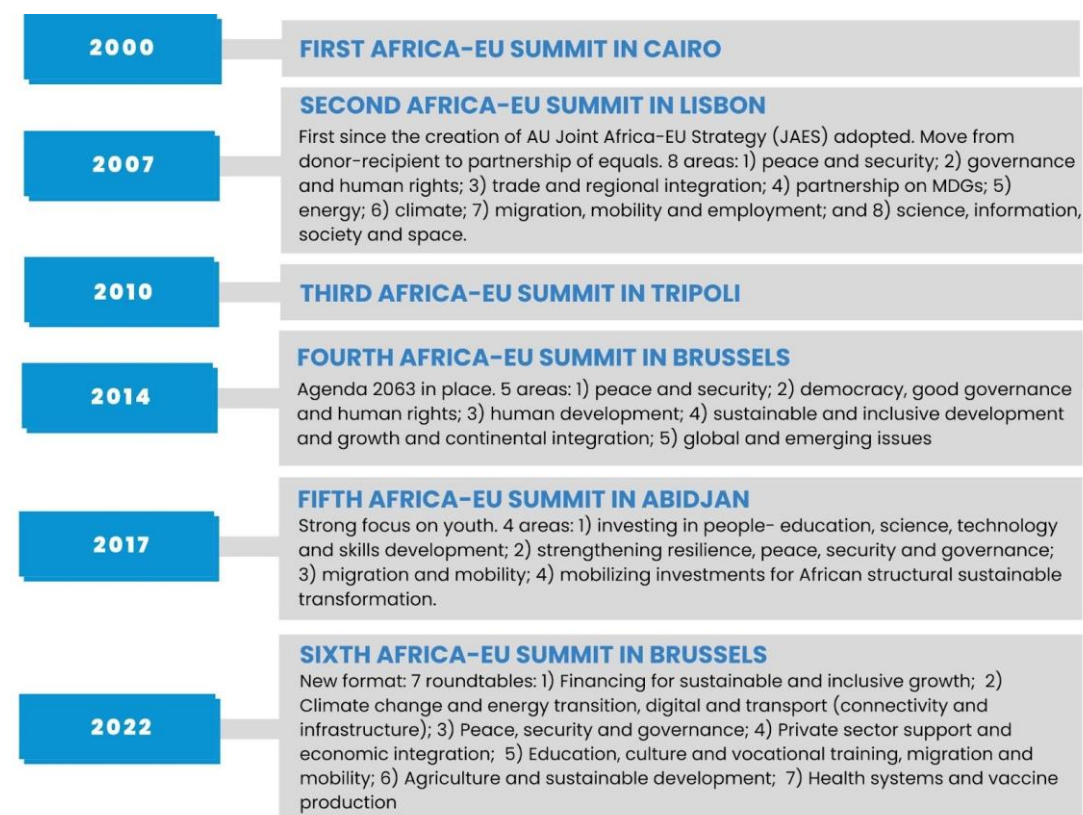 2000
FIRST AFRICA-EU SUMMIT IN CAIRO
2007
SECOND AFRICA-EU SUMMIT IN LISBON
First since the creation of AU Joint Africa-EU Strategy (JAES) adopted. Move from
donor-recipient to partnership of equals. 8 areas: 1) peace and security; 2) governance
and human rights; 3) trade and regional integration; 4) partnership on MDGs; 5)
energy; 6) climate; 7) migration, mobility and employment; and 8) science, information,
society and space.
2010
THIRD AFRICA-EU SUMMIT IN TRIPOLI
2014
FOURTH AFRICA-EU SUMMIT IN BRUSSELS
Agenda 2063 in place. 5 areas: 1) peace and security; 2) democracy, good governance
and human rights; 3) human development; 4) sustainable and inclusive development
and growth and continental integration; 5) global and emerging issues
2017
FIFTH AFRICA-EU SUMMIT IN ABIDJAN
Strong focus on youth. 4 areas: 1) investing in people- education, science, technology
and skills development; 2) strengthening resilience, peace, security and governance;
3) migration and mobility; 4) mobilizing investments for African structural sustainable
transformation.
2022
SIXTH AFRICA-EU SUMMIT IN BRUSSELS
New format: 7 roundtables: 1) Financing for sustainable and inclusive growth; 2)
Climate change and energy transition, digital and transport (connectivity and
infrastructure); 3) Peace, security and governance; 4) Private sector support and
economic integration; 5) Education, culture and vocational training, migration and
mobility; 6) Agriculture and sustainable development; 7) Health systems and vaccine
production